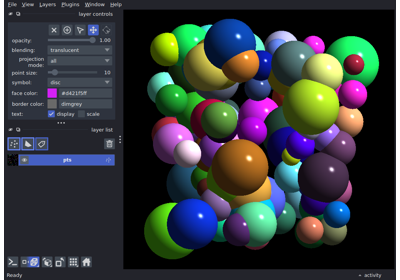 File View Layers Plugins Window Help
layer controls
opacity: 1.00
blending: translucent
projection mode: all
point size: 10
symbol: disc
face color: #d421f5ff
border color: dimgrey
text: display scale
layer list
pts
Ready activity